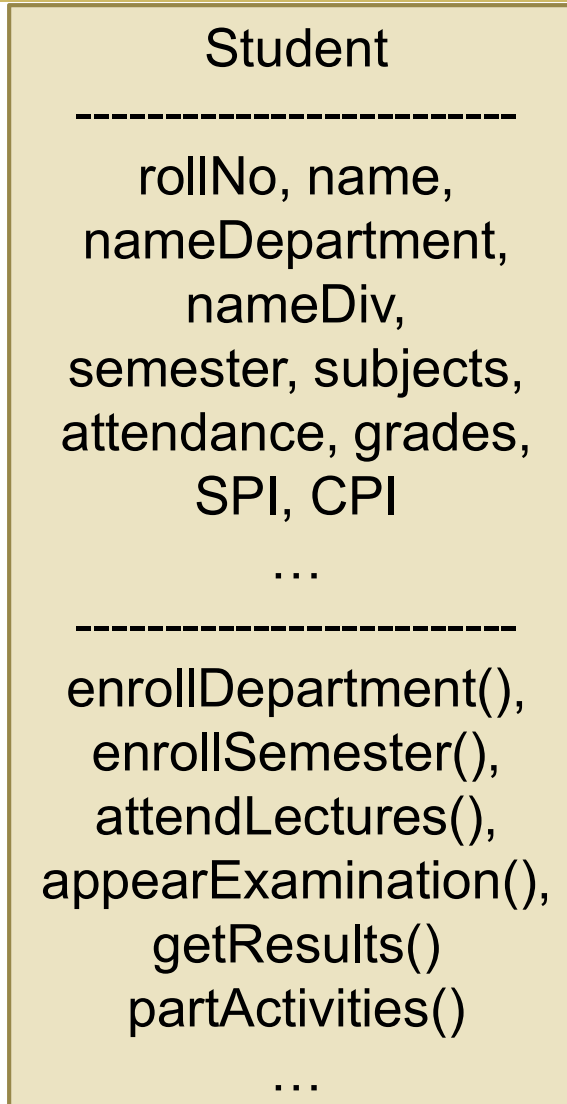 Student
-------------------------
rollNo, name,
nameDepartment,
nameDiv,
semester, subjects,
attendance, grades,
SPI, CPI
…
-------------------------
enrollDepartment(),
enrollSemester(),
attendLectures(),
appearExamination(),
getResults()
partActivities()
…